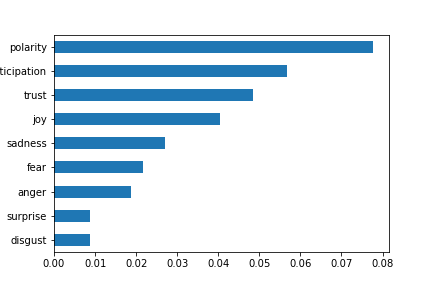 polarity
ticipation
trust
joy
sadness
fear
anger
surprise
disgust
0.00 0.01 0.02 0.03 0.04 0.05 0.06 0.07 0.08